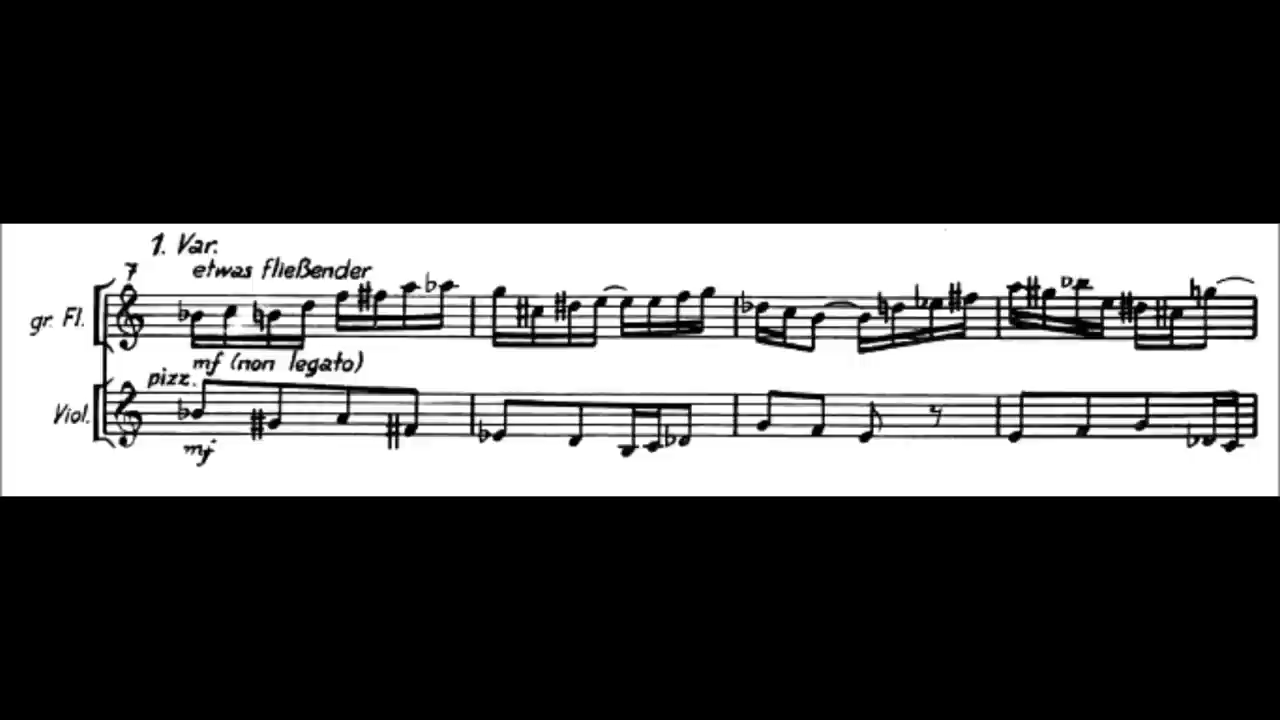 1. Var.
7 etwas fließender
gr. Fl.
mf (non legato)
pizz.
Viol.
mf